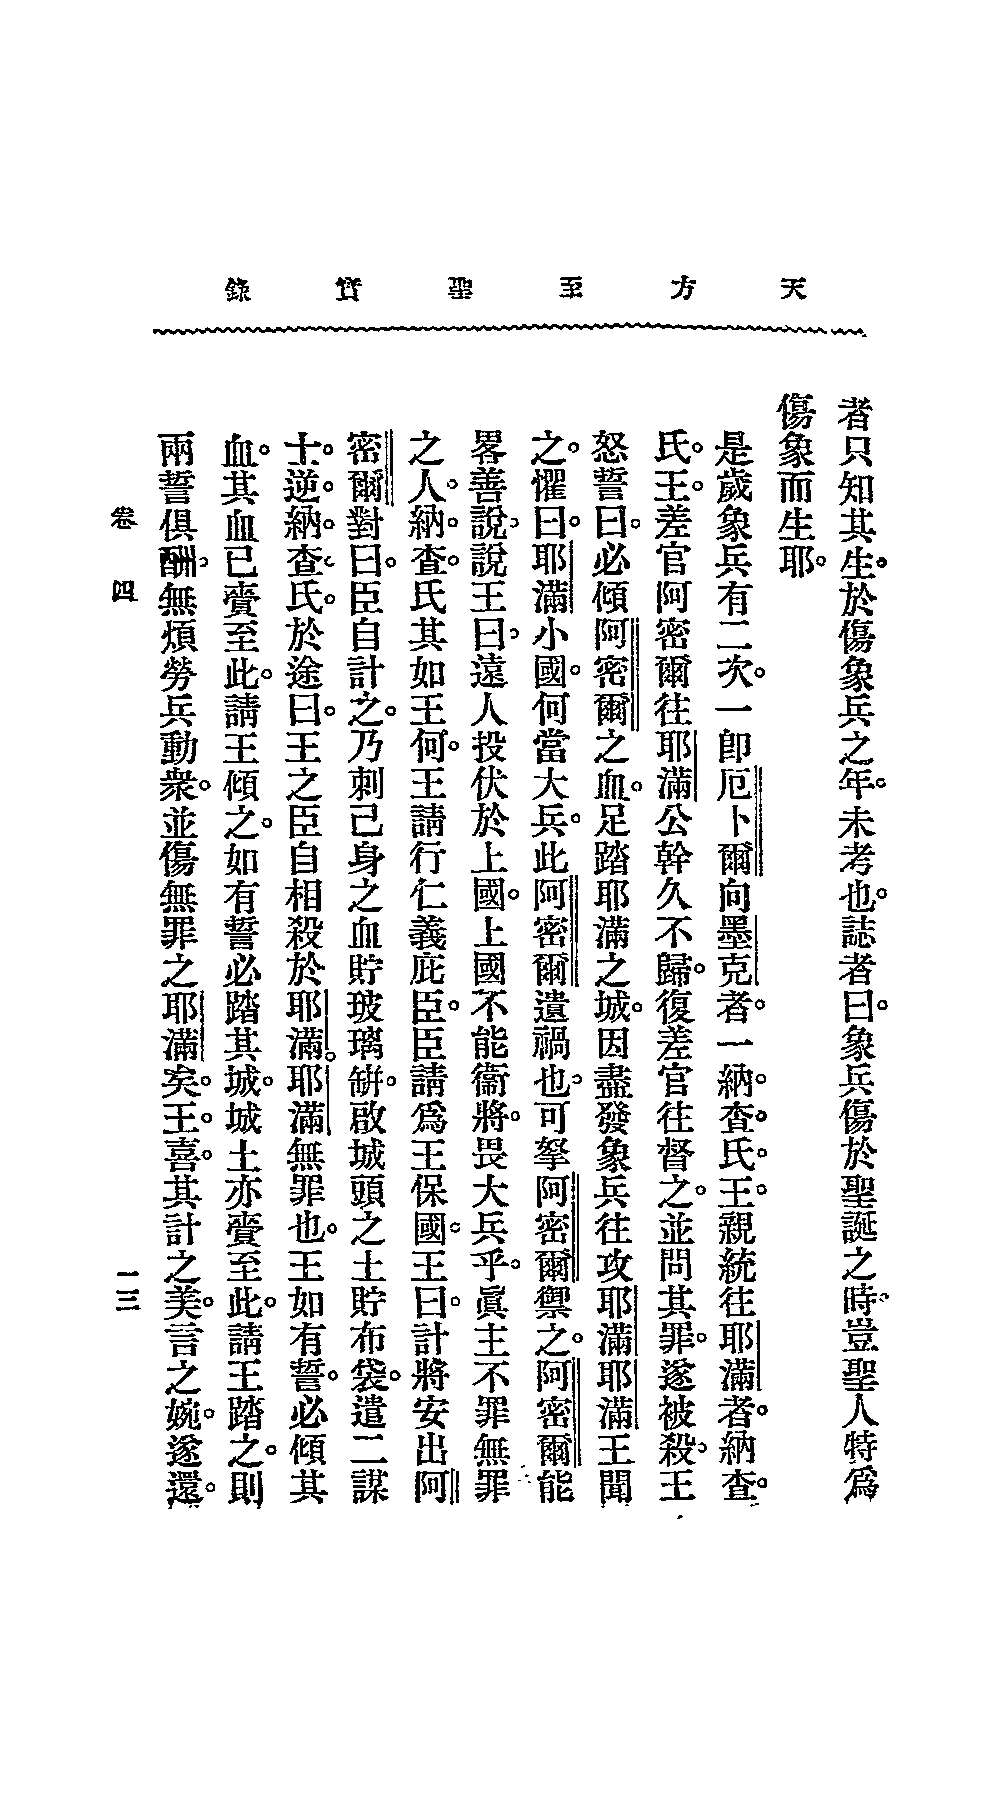 天方至聖實錄
者只知其生。於傷象兵之年。未考也。誌者曰。象兵傷於聖誕之時。豈聖人特爲
傷象而生耶。
是歲象兵有二次。一卽厄卜爾向墨克者。一納。查。氏。王。親統往耶滿者。納查。
氏。王。差官阿密爾往耶滿公幹久不歸。復差官往督之。並問其罪。遂被殺。王
怒誓曰。必傾阿密爾之血。足踏耶滿之城。因盡發象兵往攻耶滿耶滿王聞
之。懼曰。耶滿小國。何當大兵。此阿密爾遺禍也。可拏阿密爾禦之。阿密爾能
畧善說。說王曰。遠人投伏於上國。上國不能衞將。畏大兵乎。眞主不罪無罪
之人。納。查。氏其如王何。王請行仁義庇臣。臣請爲王保國。王曰。計將安出阿
密爾對曰。臣自計之。乃刺己身之血貯玻璃缾。啟城頭之土貯布袋。遣二謀
士。逆。納。查。氏。於途曰。王之臣自相殺於耶滿。耶滿無罪也。王如有誓。必傾其
血。其血已賷至此。請王傾之。如有誓必踏其城。城土亦賷至此。請王踏之。則
兩誓俱酬。無煩勞兵動衆。並傷無罪之耶滿矣。王。喜。其計之美。言之婉。遂還。
卷四
一三